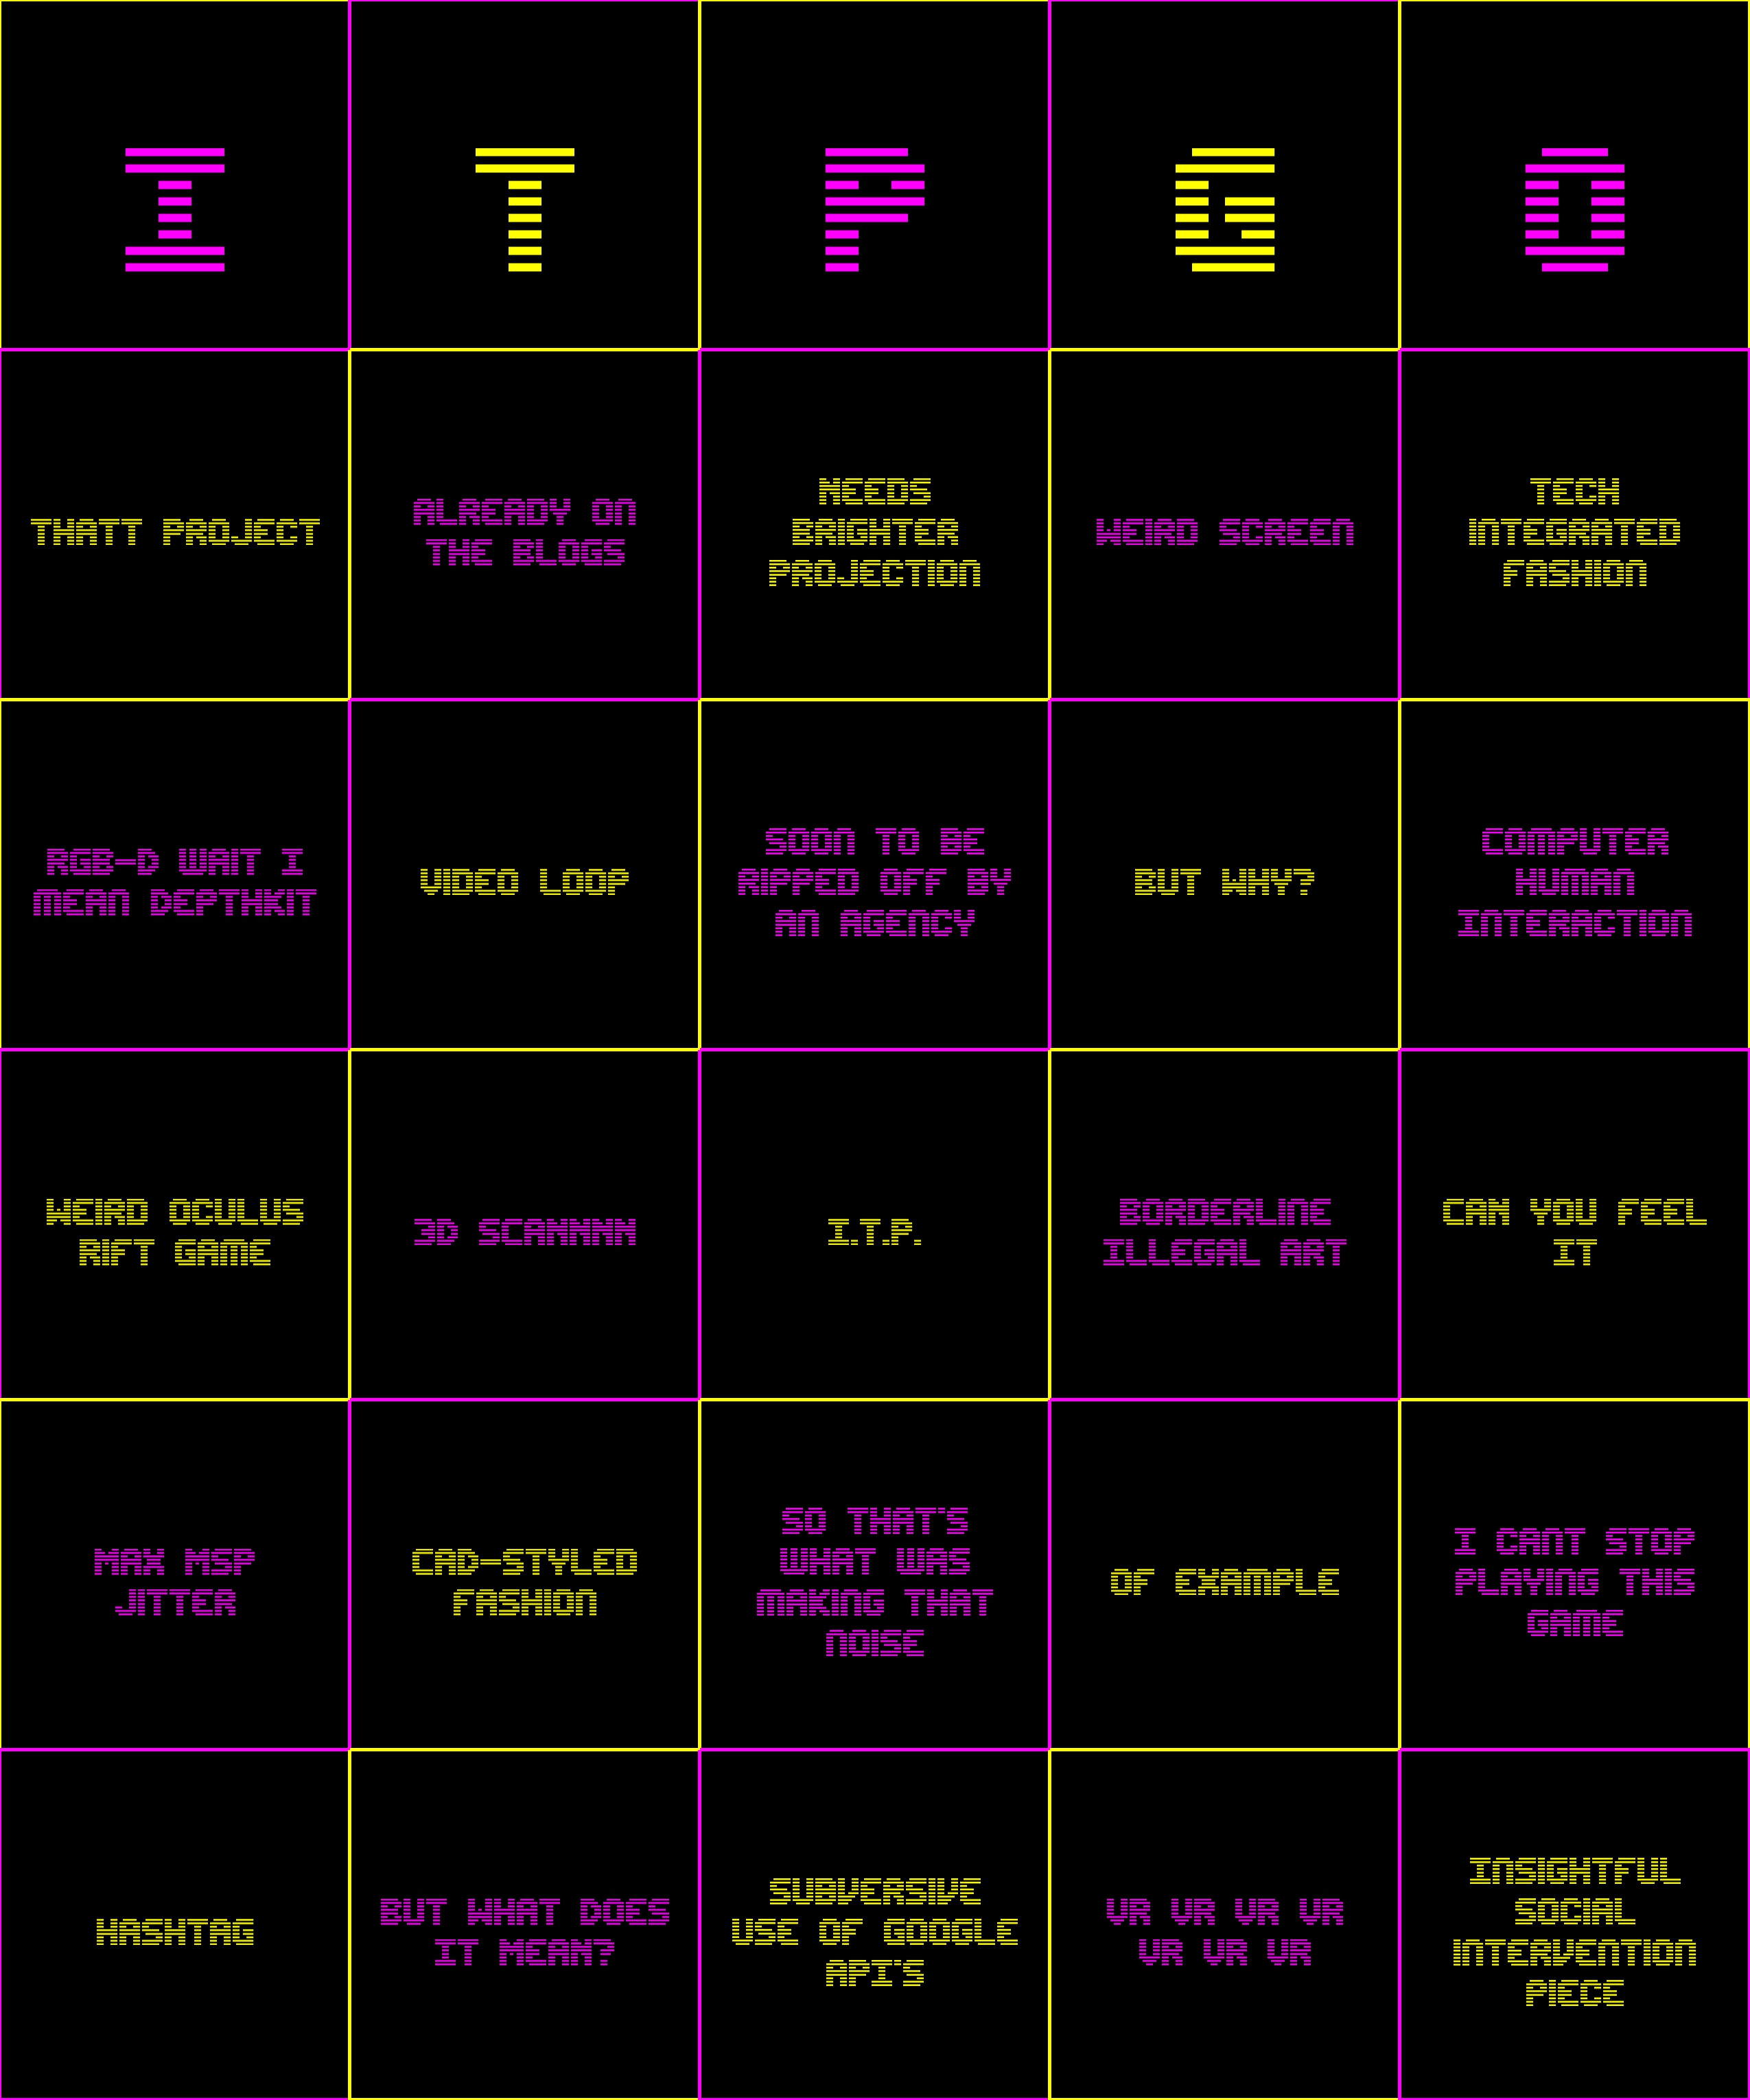 I T P G O
THATT PROJECT
ALREADY ON
THE BLOGS
NEEDS
BRIGHTER
PROJECTION
WEIRD SCREEN
TECH
INTEGRATED
FASHION
RGB-D WAIT I
MEAN DEPTHKIT
VIDEO LOOP
SOON TO BE
RIPPED OFF BY
AN AGENCY
BUT WHY?
COMPUTER
HUMAN
INTERACTION
WEIRD OCULUS
RIFT GAME
3D SCANNNN
I.T.P.
BORDERLINE
ILLEGAL ART
CAN YOU FEEL
IT
MAX MSP
JITTER
CAD-STYLED
FASHION
SO THAT'S
WHAT WAS
MAKING THAT
NOISE
OF EXAMPLE
I CANT STOP
PLAYING THIS
GAME
HASHTAG
BUT WHAT DOES
IT MEAN?
SUBVERSIVE
USE OF GOOGLE
API'S
VR VR VR VR
VR VR VR
INSIGHTFUL
SOCIAL
INTERVENTION
PIECE